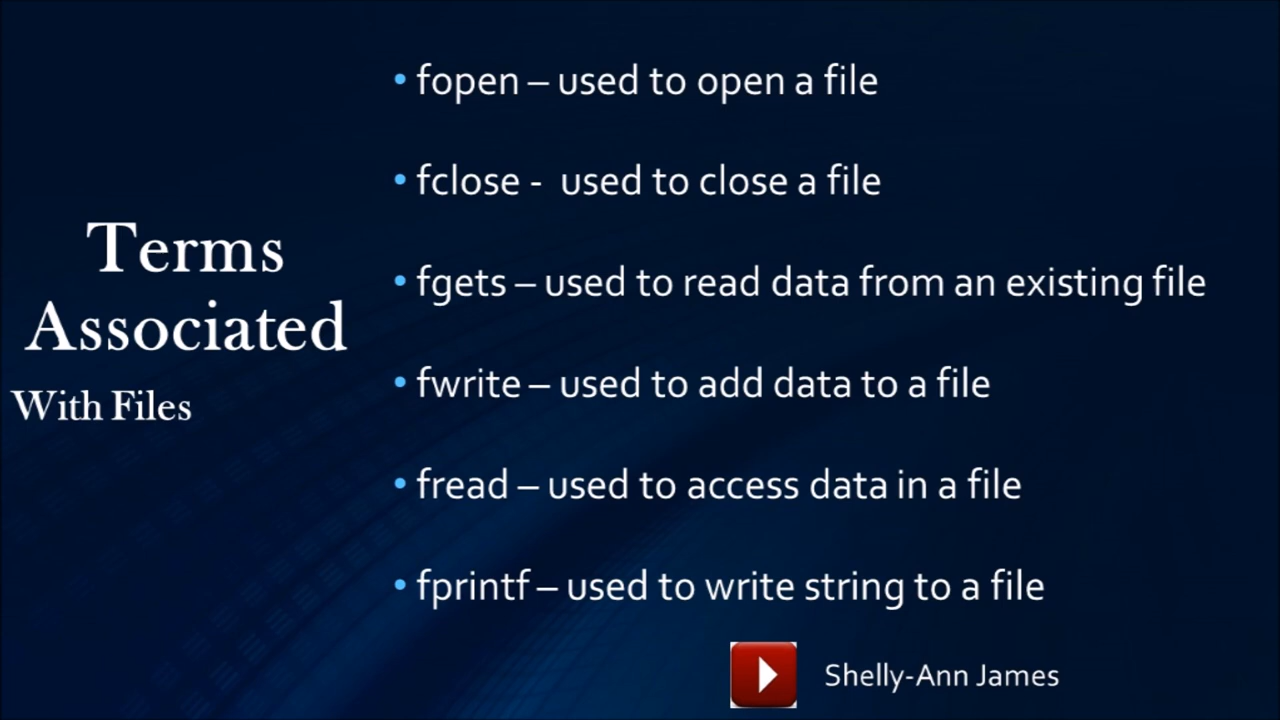 Terms
Associated
With Files
• fopen – used to open a file
• fclose -  used to close a file
• fgets – used to read data from an existing file
• fwrite – used to add data to a file
• fread – used to access data in a file
• fprintf – used to write string to a file
Shelly-Ann James